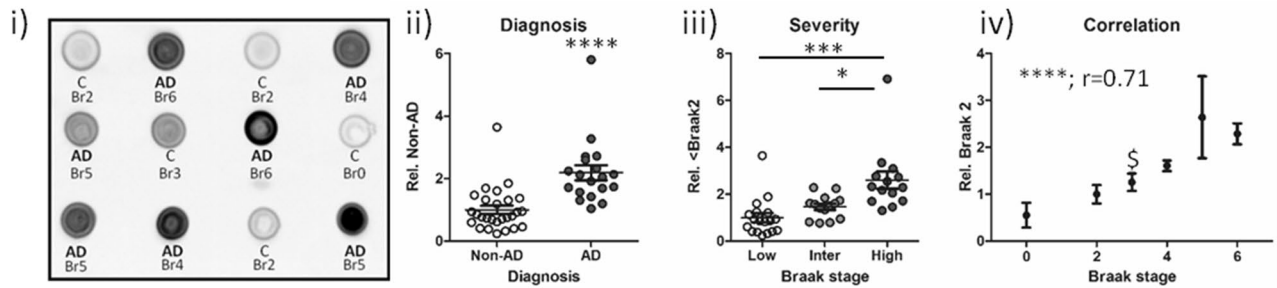 i)
C AD C AD
Br2 Br6 Br2 Br4
AD C AD C
Br5 Br3 Br6 Br0
AD AD C AD
Br5 Br4 Br2 Br5
ii)
Diagnosis
****
Rel. Non-AD
6
4
2
0
Non-AD AD
Diagnosis
iii)
Severity
***
*
Rel. <Braak2
8
6
4
2
0
Low Inter High
Braak stage
iv)
Correlation
****; r=0.71
$
Rel. Braak 2
4
3
2
1
0
0 2 4 6
Braak stage